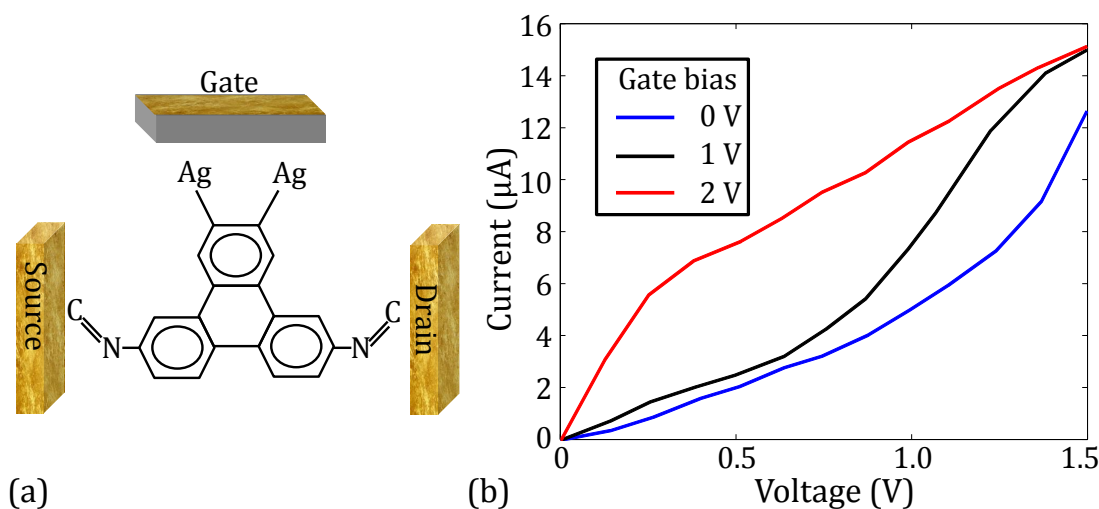 Gate
Ag Ag
Source
Drain
C
N
N
C
(a)
Gate bias
0 V
1 V
2 V
Current (μA)
16
14
12
10
8
6
4
2
0
0 0.5 1.0 1.5
Voltage (V)
(b)